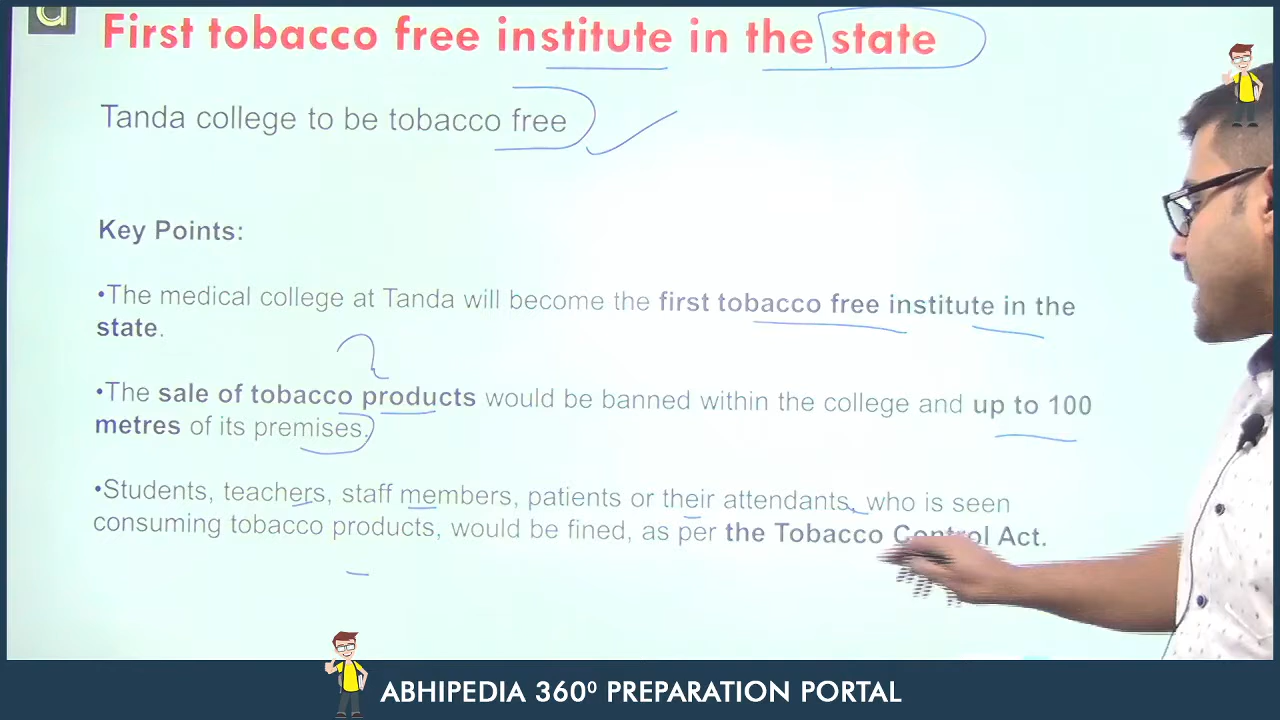 First tobacco free institute in the state
Tanda college to be tobacco free
Key Points:
•The medical college at Tanda will become the first tobacco free institute in the
state.
•The sale of tobacco products would be banned within the college and up to 100
metres of its premises.
•Students, teachers, staff members, patients or their attendants, who is seen
consuming tobacco products, would be fined, as per the Tobacco Control Act.
ABHIPEDIA 360⁰ PREPARATION PORTAL